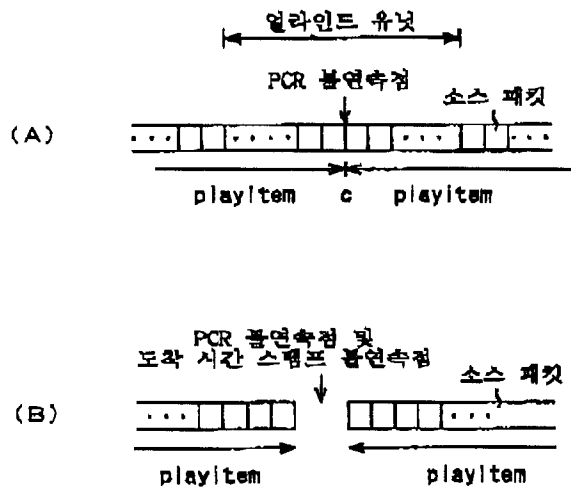 얼라인드 유닛
PCR 불연속점
소스 패킷
(A)
playitem c playitem
PCR 불연속점 및
도착 시간 스탬프 불연속점
소스 패킷
(B)
playitem playitem